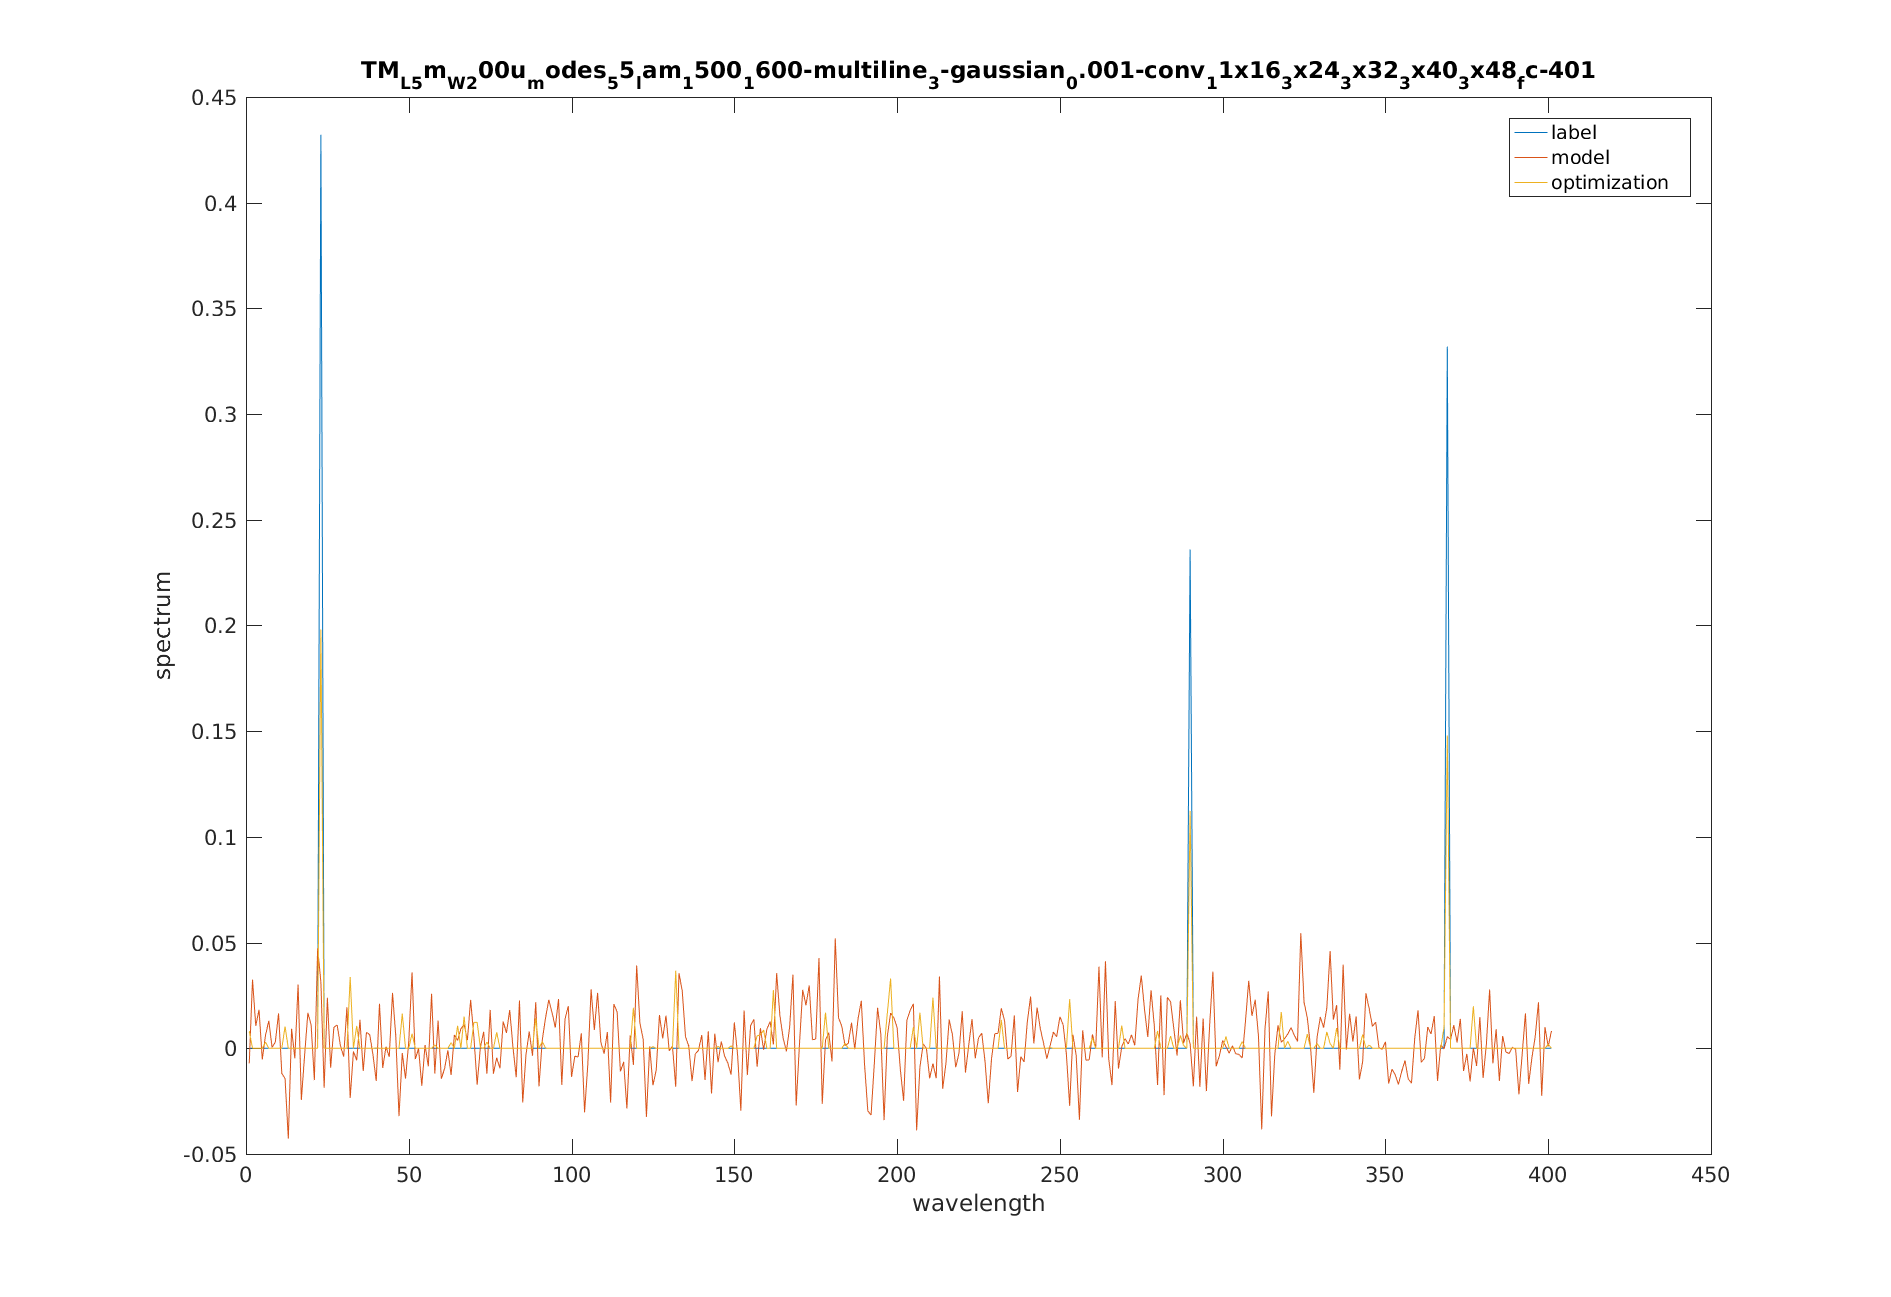 TM_L5m_W200u_modes_55_lam_1500_1600-multiline_3-gaussian_0.001-conv_11x16_3x24_3x32_3x40_3x48_fc-401
0.45
label
model
optimization
0.4
0.35
0.3
0.25
0.2
0.15
0.1
0.05
0
-0.05
spectrum
0 50 100 150 200 250 300 350 400 450
wavelength